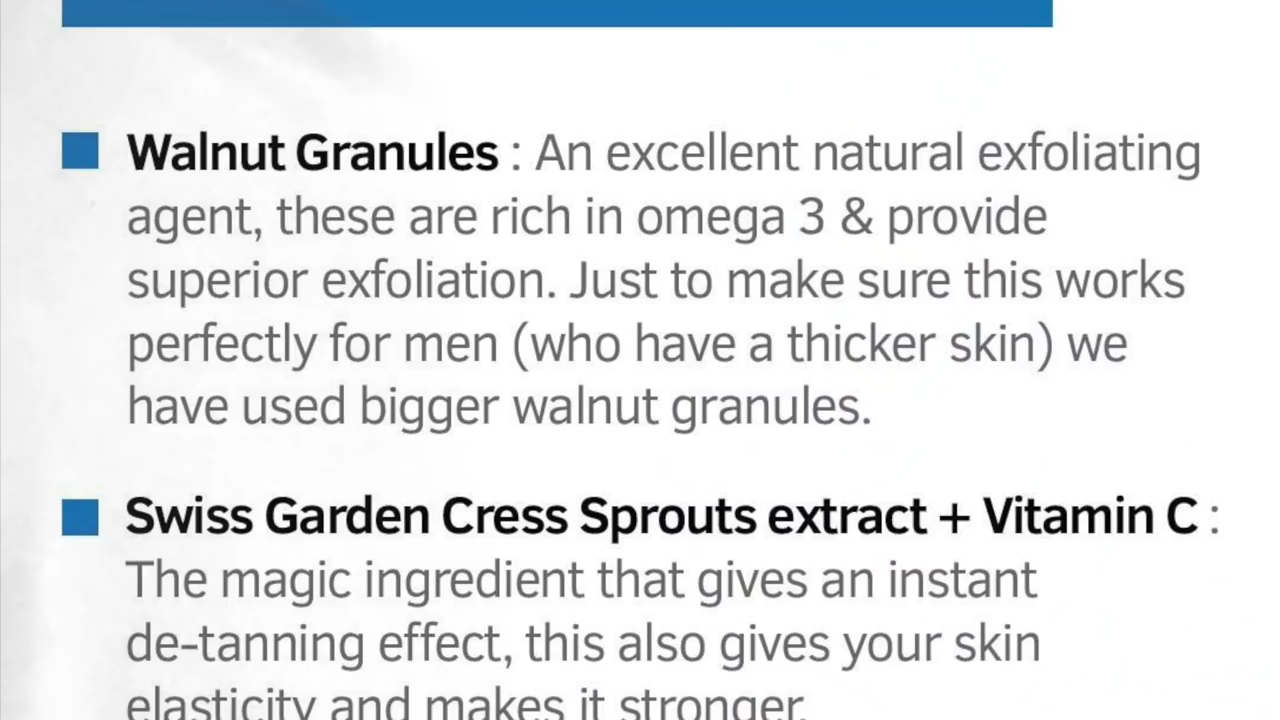 Walnut Granules : An excellent natural exfoliating
agent, these are rich in omega 3 & provide
superior exfoliation. Just to make sure this works
perfectly for men (who have a thicker skin) we
have used bigger walnut granules.
Swiss Garden Cress Sprouts extract + Vitamin C :
The magic ingredient that gives an instant
de-tanning effect, this also gives your skin
elasticity and makes it stronger.